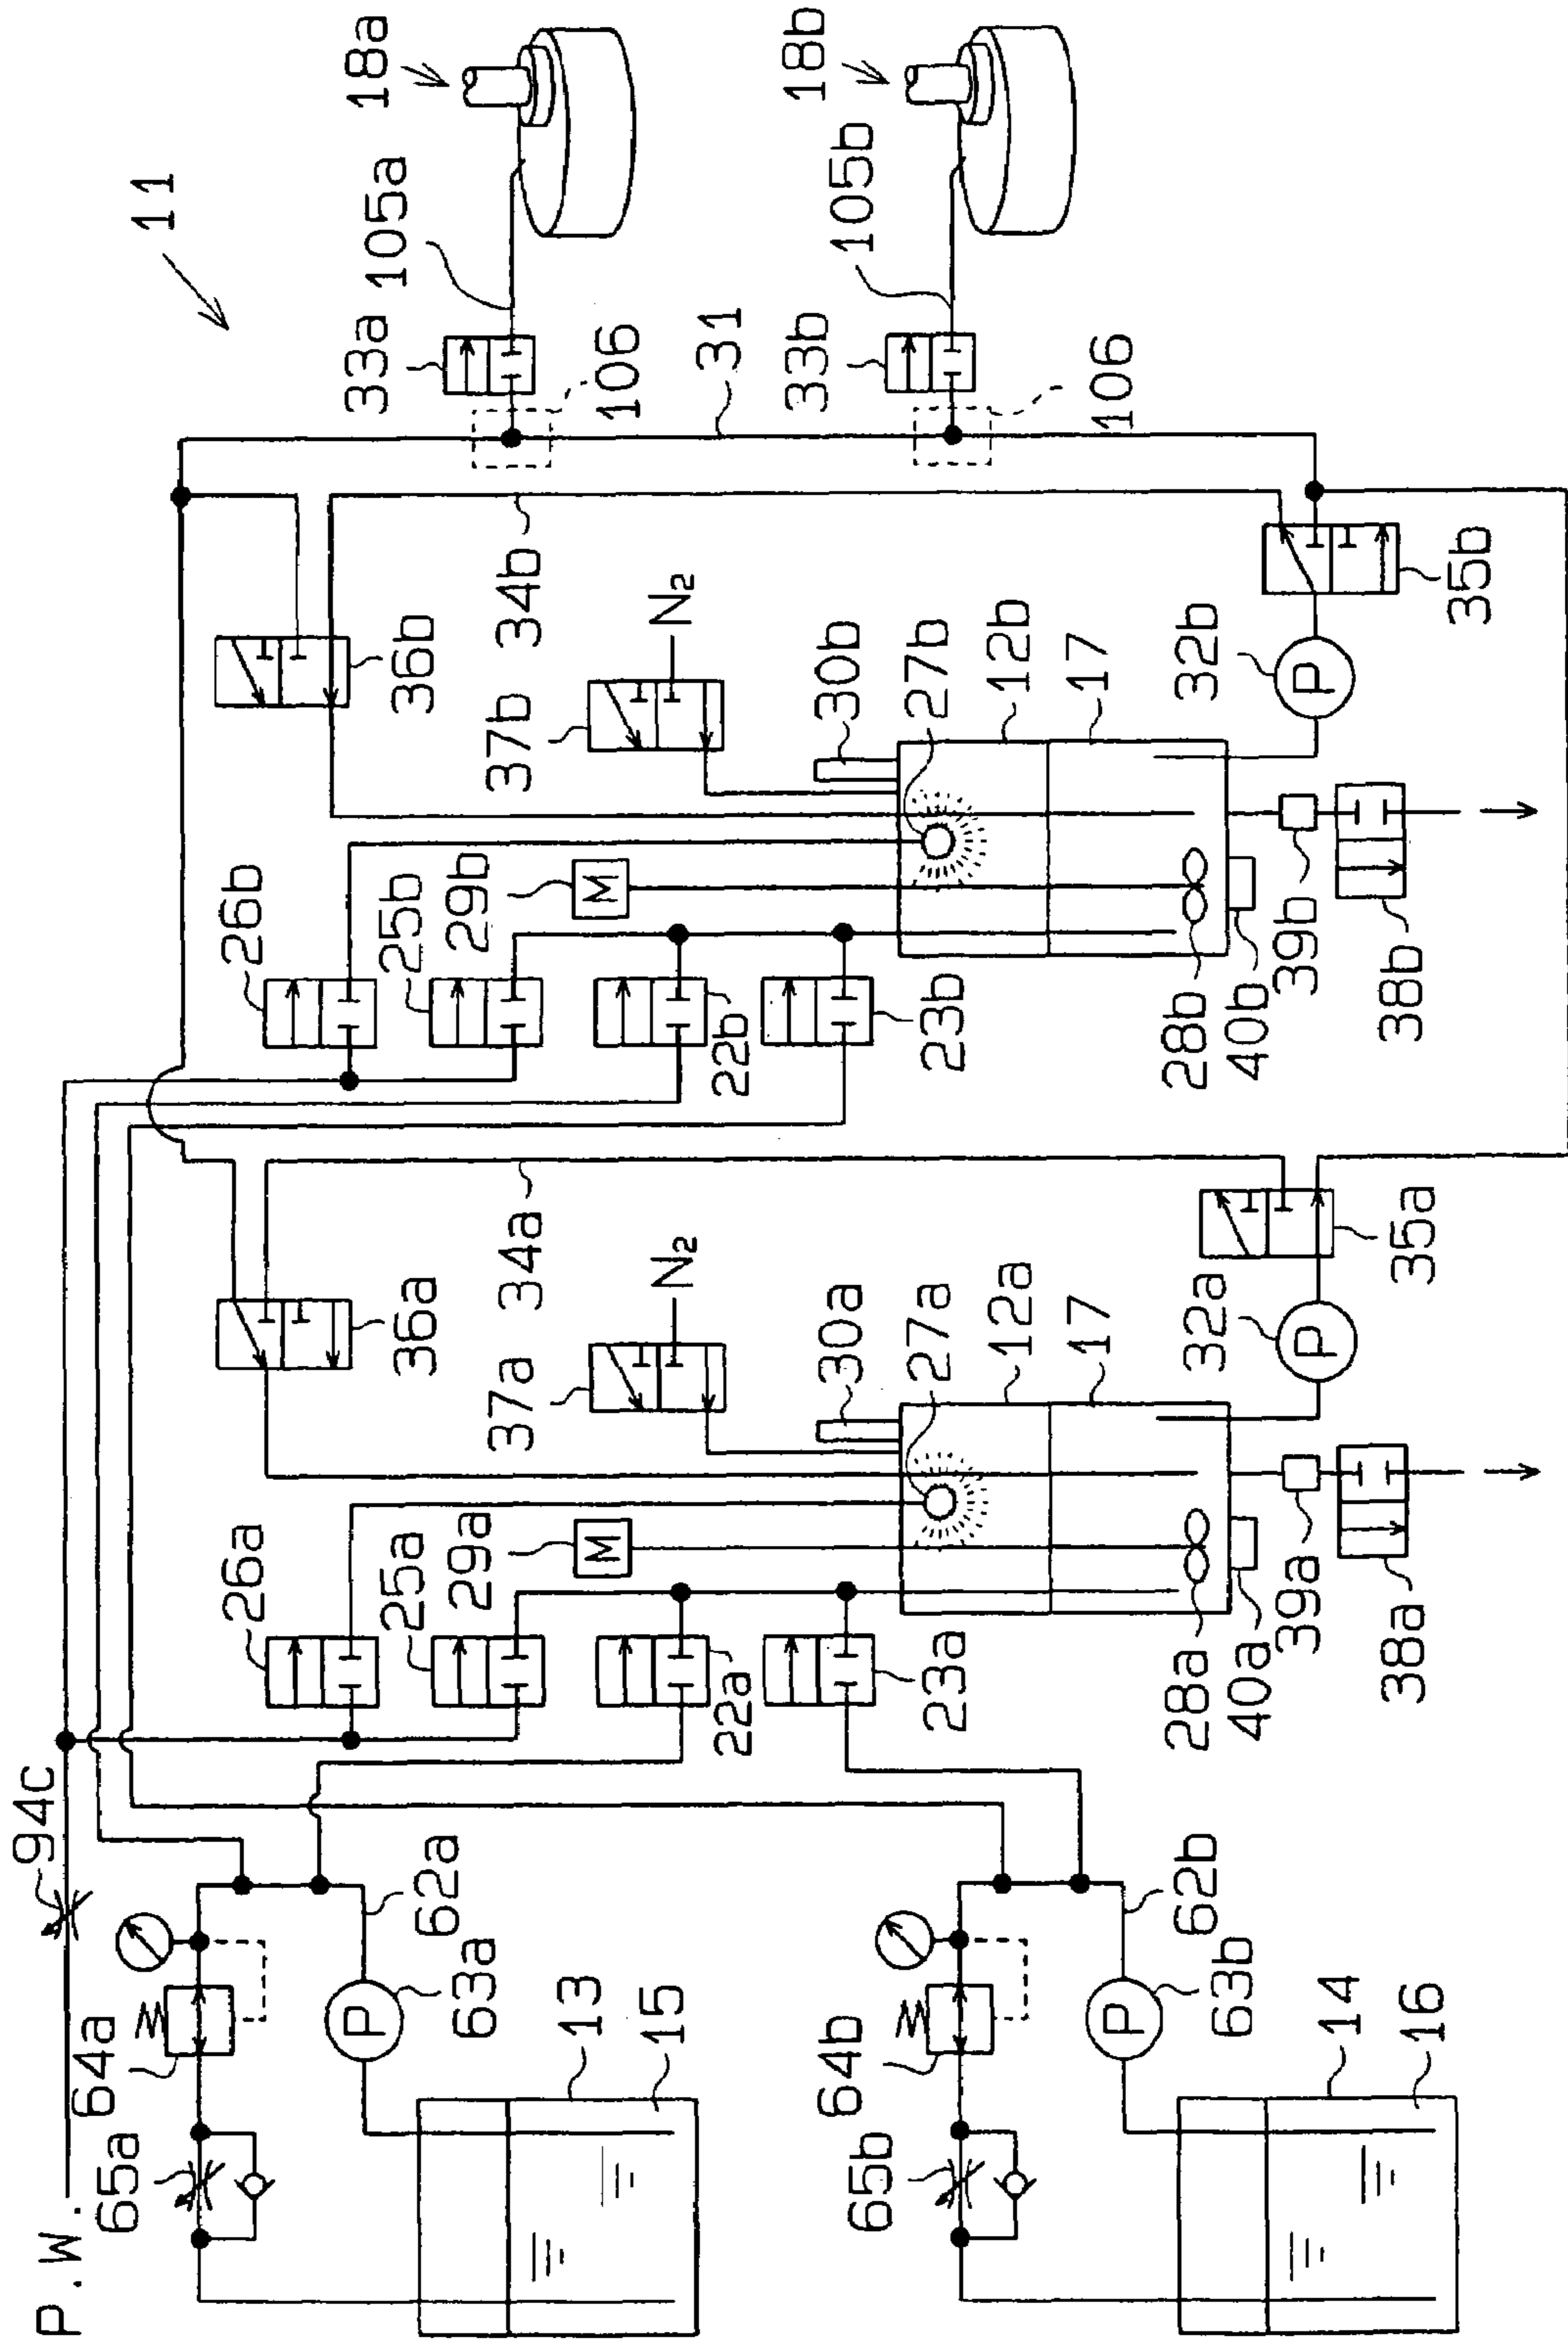 11
P.W.
94c
65a
64a
62a
63a
13
15
65b
64b
62b
63b
14
16
26a
25a
29a
22a
23a
36a
34a
37a
N₂
30a
27a
12a
17
32a
35a
28a
40a
39a
38a
26b
25b
29b
22b
23b
36b
34b
37b
N₂
30b
27b
12b
17
32b
35b
28b
40b
39b
38b
31
33a
105a
18a
106
33b
105b
18b
106
P
P
P
P
M
M